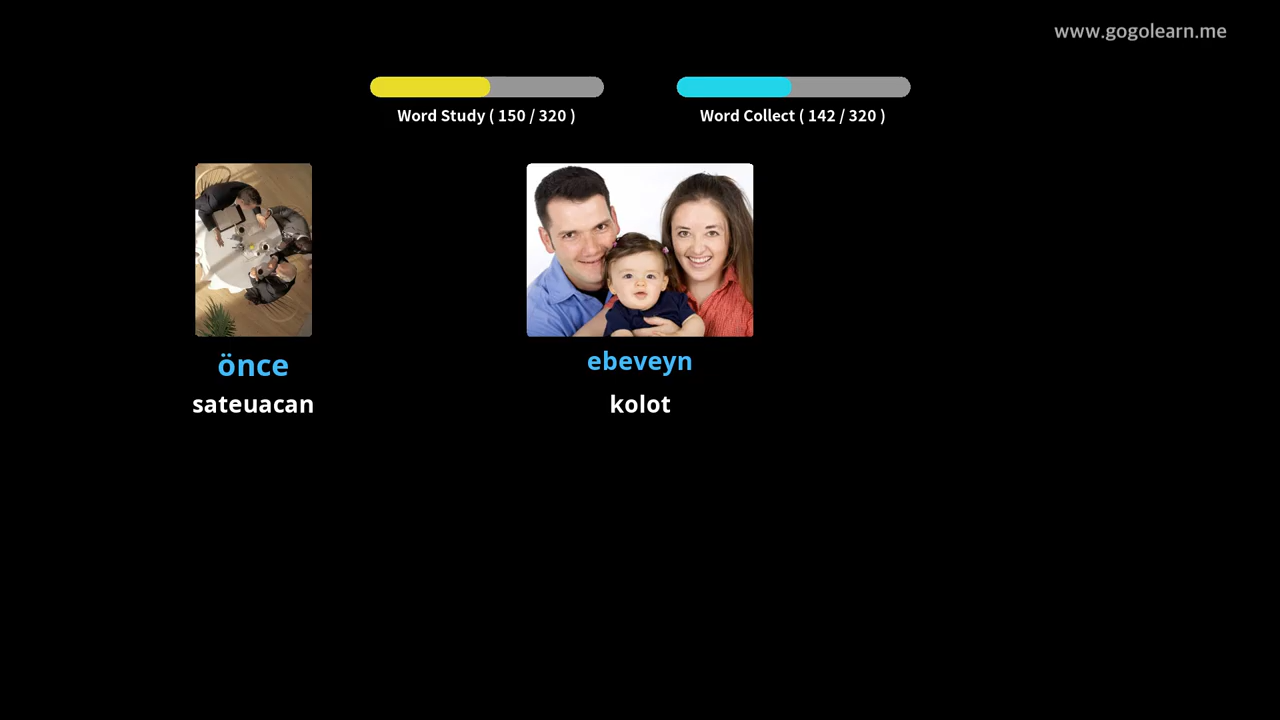 www.gogolearn.me
Word Study ( 150 / 320 )
Word Collect ( 142 / 320 )
önce
sateuacan
ebeveyn
kolot